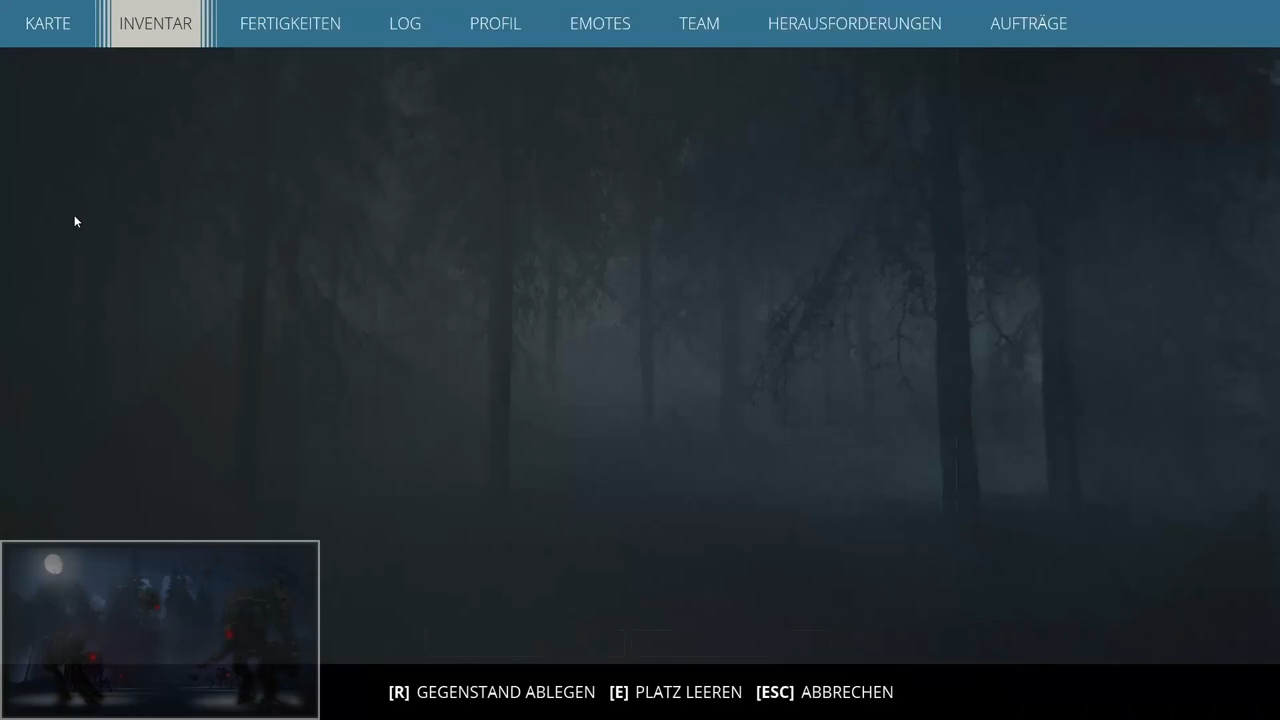 KARTE INVENTAR FERTIGKEITEN LOG PROFIL EMOTES TEAM HERAUSFORDERUNGEN AUFTRÄGE
[R] GEGENSTAND ABLEGEN [E] PLATZ LEEREN [ESC] ABBRECHEN